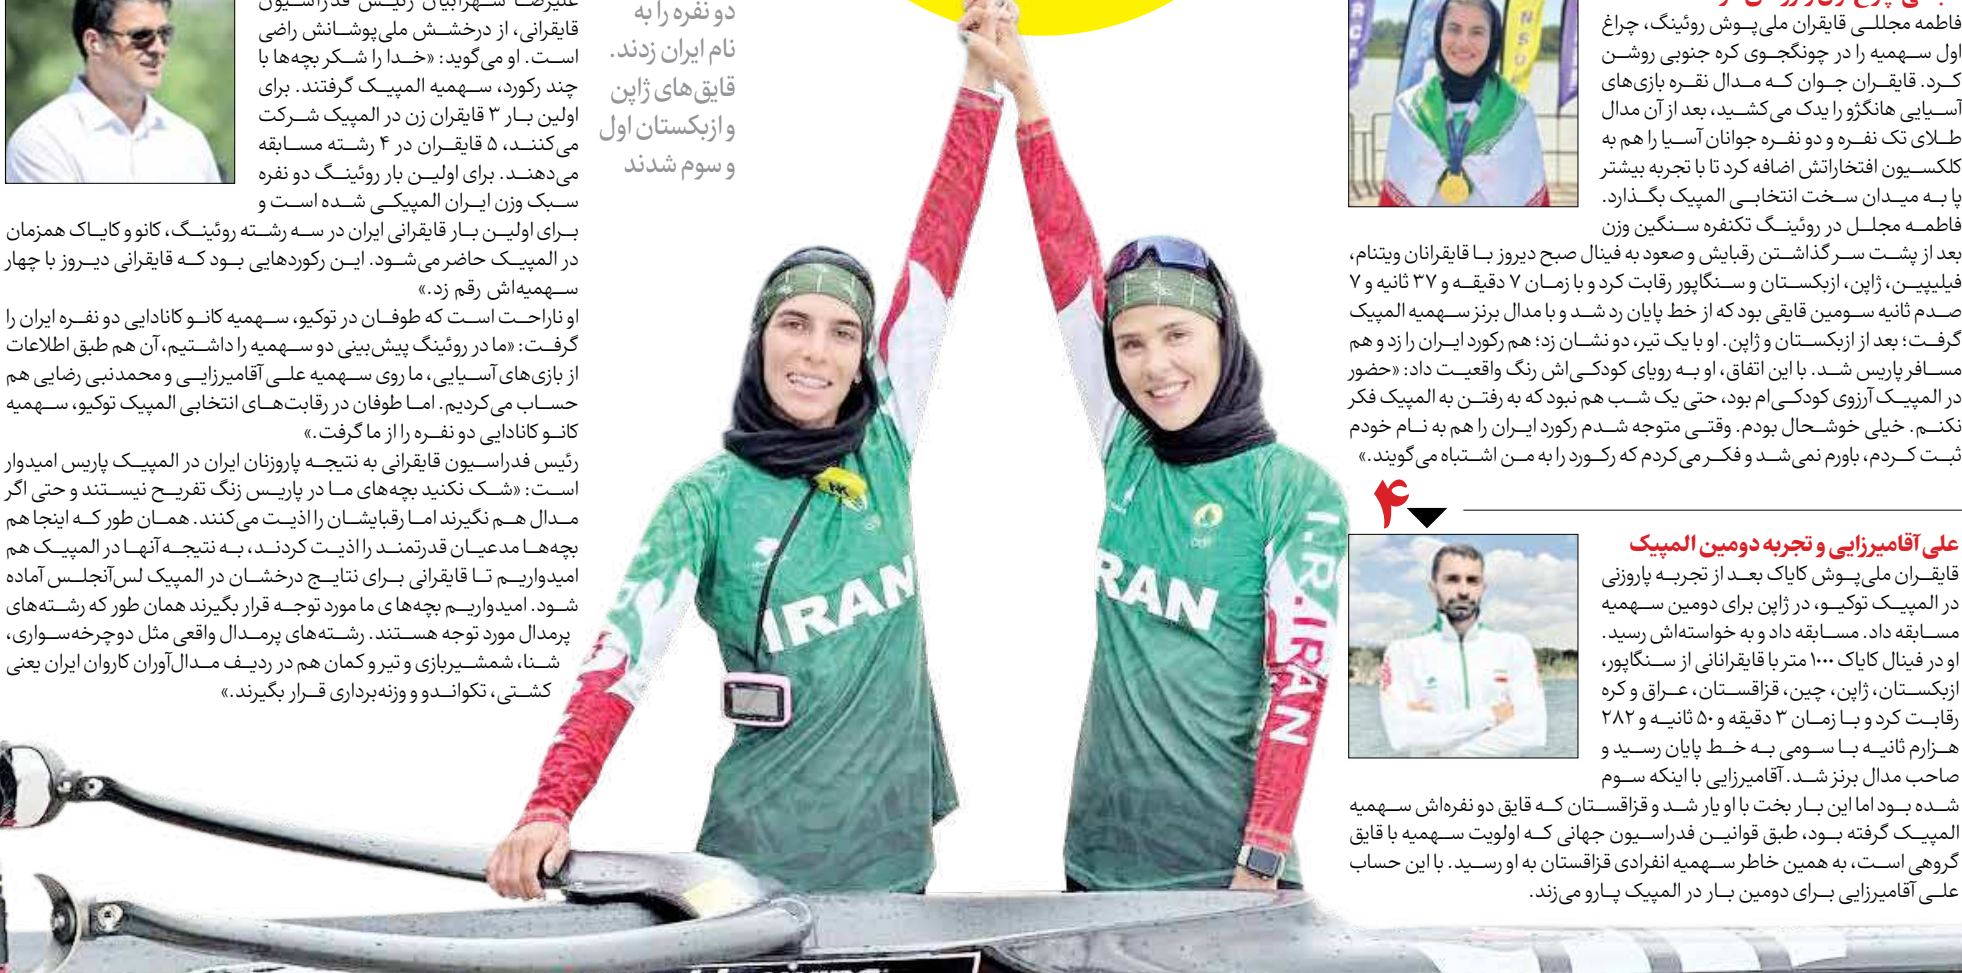 فاطمه مجللی قایقران ملی‌پوش روئینگ، چراغ
اول سهمیه را در چونگجوی کره جنوبی روشن
کرد. قایقران جوان که مدال نقره بازی‌های
آسیایی هانگژو را یدک می‌کشید، بعد از آن مدال
طلای تک نفره و دو نفره جوانان آسیا را هم به
کلکسیون افتخاراتش اضافه کرد تا با تجربه بیشتر
پا به میدان سخت انتخابی المپیک بگذارد.
فاطمه مجلل در روئینگ تکنفره سنگین وزن
بعد از پشت سر گذاشتن رقبایش و صعود به فینال صبح دیروز با قایقرانان ویتنام،
فیلیپین، ژاپن، ازبکستان و سنگاپور رقابت کرد و با زمان ۷ دقیقه و ۳۷ ثانیه و ۷
صدم ثانیه سومین قایقی بود که از خط پایان رد شد و با مدال برنز سهمیه المپیک
گرفت؛ بعد از ازبکستان و ژاپن. او با یک تیر، دو نشان زد؛ هم رکورد ایران را زد و هم
مسافر پاریس شد. با این اتفاق، او به رویای کودکی‌اش رنگ واقعیت داد: «حضور
در المپیک آرزوی کودکی‌ام بود، حتی یک شب هم نبود که به رفتن به المپیک فکر
نکنم. خیلی خوشحال بودم. وقتی متوجه شدم رکورد ایران را هم به نام خودم
ثبت کردم، باورم نمی‌شد و فکر می‌کردم که رکورد را به من اشتباه می‌گویند.»
۴
علی آقامیرزایی و تجربه دومین المپیک
قایقران ملی‌پوش کایاک بعد از تجربه پاروزنی
در المپیک توکیو، در ژاپن برای دومین سهمیه
مسابقه داد. مسابقه داد و به خواسته‌اش رسید.
او در فینال کایاک ۱۰۰۰ متر با قایقرانانی از سنگاپور،
ازبکستان، ژاپن، چین، قزاقستان، عراق و کره
رقابت کرد و با زمان ۳ دقیقه و ۵۰ ثانیه و ۲۸۲
هزارم ثانیه با سومی به خط پایان رسید و
صاحب مدال برنز شد. آقامیرزایی با اینکه سوم
شده بود اما این بار بخت با او یار شد و قزاقستان که قایق دو نفره‌اش سهمیه
المپیک گرفته بود، طبق قوانین فدراسیون جهانی که اولویت سهمیه با قایق
گروهی است، به همین خاطر سهمیه انفرادی قزاقستان به او رسید. با این حساب
علی آقامیرزایی برای دومین بار در المپیک پارو می‌زند.
دو نفره را به
نام ایران زدند.
قایق‌های ژاپن
و ازبکستان اول
و سوم شدند
علیرضا سهرابیان رئیس فدراسیون
قایقرانی، از درخشش ملی‌پوشانش راضی
است. او می‌گوید: «خدا را شکر بچه‌ها با
چند رکورد، سهمیه المپیک گرفتند. برای
اولین بار ۳ قایقران زن در المپیک شرکت
می‌کنند، ۵ قایقران در ۴ رشته مسابقه
می‌دهند. برای اولین بار روئینگ دو نفره
سبک وزن ایران المپیکی شده است و
برای اولین بار قایقرانی ایران در سه رشته روئینگ، کانو و کایاک همزمان
در المپیک حاضر می‌شود. این رکوردهایی بود که قایقرانی دیروز با چهار
سهمیه‌اش رقم زد.»
او ناراحت است که طوفان در توکیو، سهمیه کانو کانادایی دو نفره ایران را
گرفت: «ما در روئینگ پیش‌بینی دو سهمیه را داشتیم، آن هم طبق اطلاعات
از بازی‌های آسیایی، ما روی سهمیه علی آقامیرزایی و محمدنبی رضایی هم
حساب می‌کردیم. اما طوفان در رقابت‌های انتخابی المپیک توکیو، سهمیه
کانو کانادایی دو نفره را از ما گرفت.»
رئیس فدراسیون قایقرانی به نتیجه پاروزنان ایران در المپیک پاریس امیدوار
است: «شک نکنید بچه‌های ما در پاریس زنگ تفریح نیستند و حتی اگر
مدال هم نگیرند اما رقبایشان را اذیت می‌کنند. همان طور که اینجا هم
بچه‌ها مدعیان قدرتمند را اذیت کردند، به نتیجه آنها در المپیک هم
امیدواریم تا قایقرانی برای نتایج درخشان در المپیک لس‌آنجلس آماده
شود. امیدواریم بچه‌های ما مورد توجه قرار بگیرند همان طور که رشته‌های
پرمدال مورد توجه هستند. رشته‌های پرمدال واقعی مثل دوچرخه‌سواری،
شنا، شمشیربازی و تیر و کمان هم در ردیف مدال‌آوران کاروان ایران یعنی
کشتی، تکواندو و وزنه‌برداری قرار بگیرند.»
IRAN
RAN
I.R.IRAN
NK